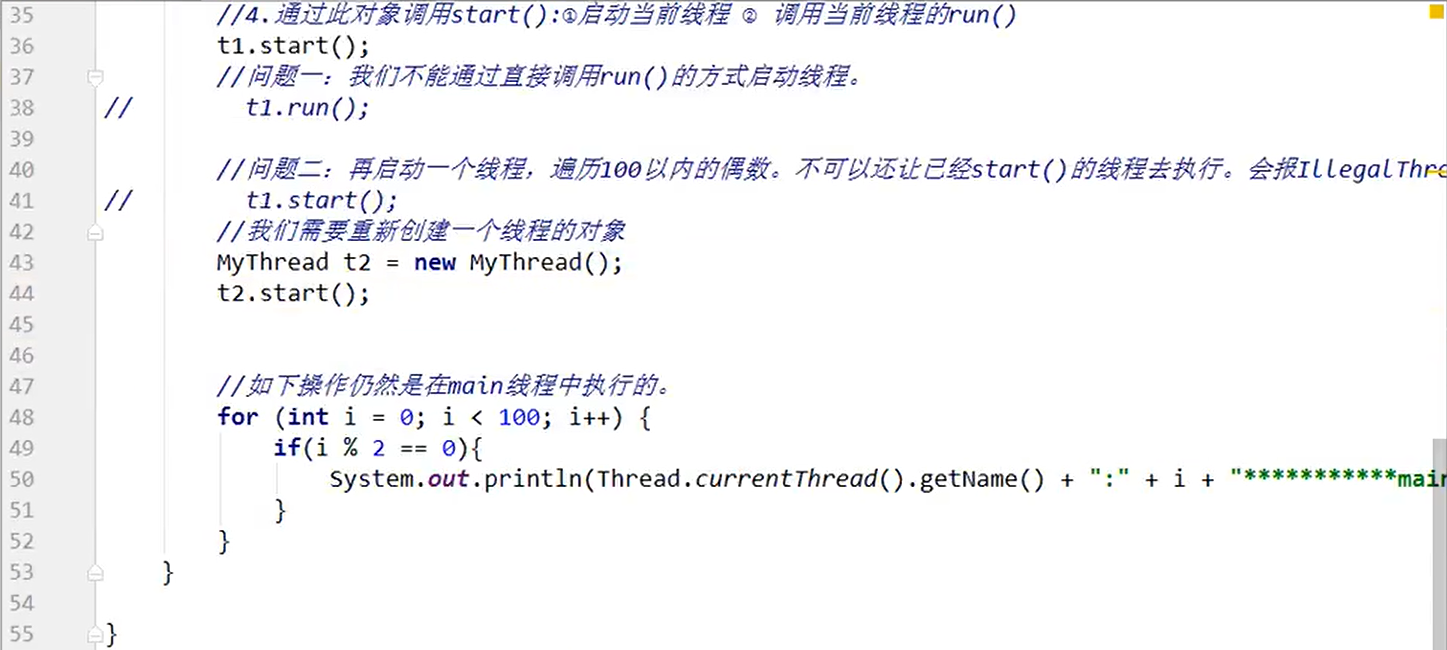 35 //4.通过此对象调用start():①启动当前线程 ② 调用当前线程的run()
36 t1.start();
37 //问题一：我们不能通过直接调用run()的方式启动线程。
38 // t1.run();
39
40 //问题二：再启动一个线程，遍历100以内的偶数。不可以还让已经start()的线程去执行。会报IllegalThre
41 // t1.start();
42 //我们需要重新创建一个线程的对象
43 MyThread t2 = new MyThread();
44 t2.start();
45
46
47 //如下操作仍然是在main线程中执行的。
48 for (int i = 0; i < 100; i++) {
49 if(i % 2 == 0){
50 System.out.println(Thread.currentThread().getName() + ":" + i + "***********main
51 }
52 }
53 }
54
55 }